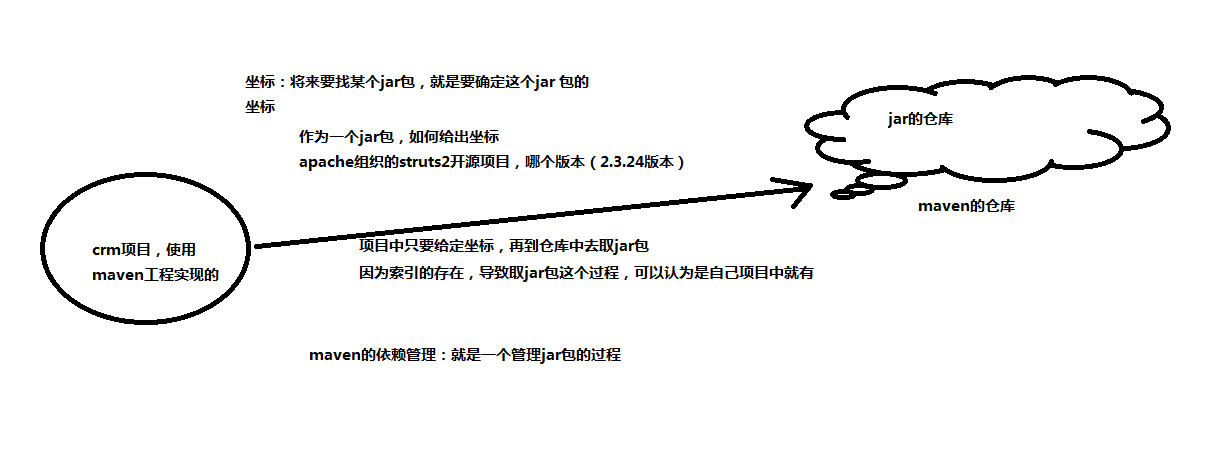 坐标：将来要找某个jar包，就是要确定这个jar 包的
坐标
作为一个jar包，如何给出坐标
apache组织的struts2开源项目，哪个版本（2.3.24版本）
jar的仓库
maven的仓库
crm项目，使用
maven工程实现的
项目中只要给定坐标，再到仓库中去取jar包
因为索引的存在，导致取jar包这个过程，可以认为是自己项目中就有
maven的依赖管理：就是一个管理jar包的过程